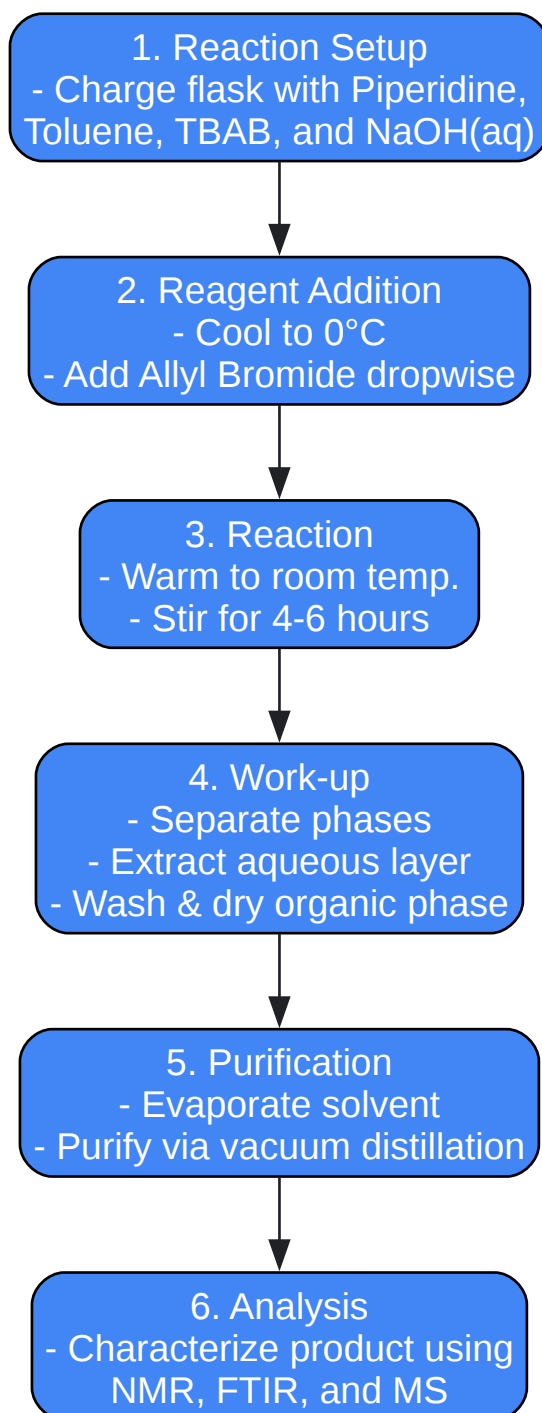 1. Reaction Setup
- Charge flask with Piperidine,
Toluene, TBAB, and NaOH(aq)
2. Reagent Addition
- Cool to 0°C
- Add Allyl Bromide dropwise
3. Reaction
- Warm to room temp.
- Stir for 4-6 hours
4. Work-up
- Separate phases
- Extract aqueous layer
- Wash & dry organic phase
5. Purification
- Evaporate solvent
- Purify via vacuum distillation
6. Analysis
- Characterize product using
NMR, FTIR, and MS